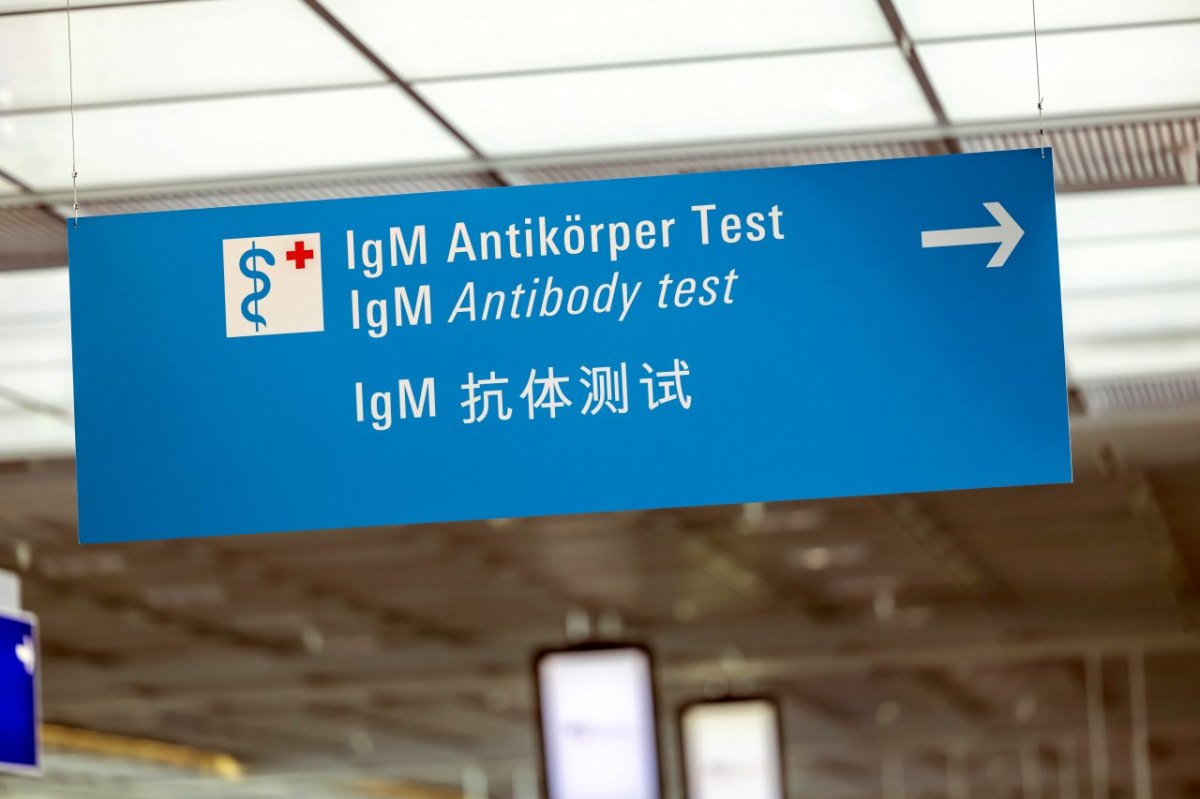 IgM Antikörper Test
IgM Antibody test
IgM 抗体测试